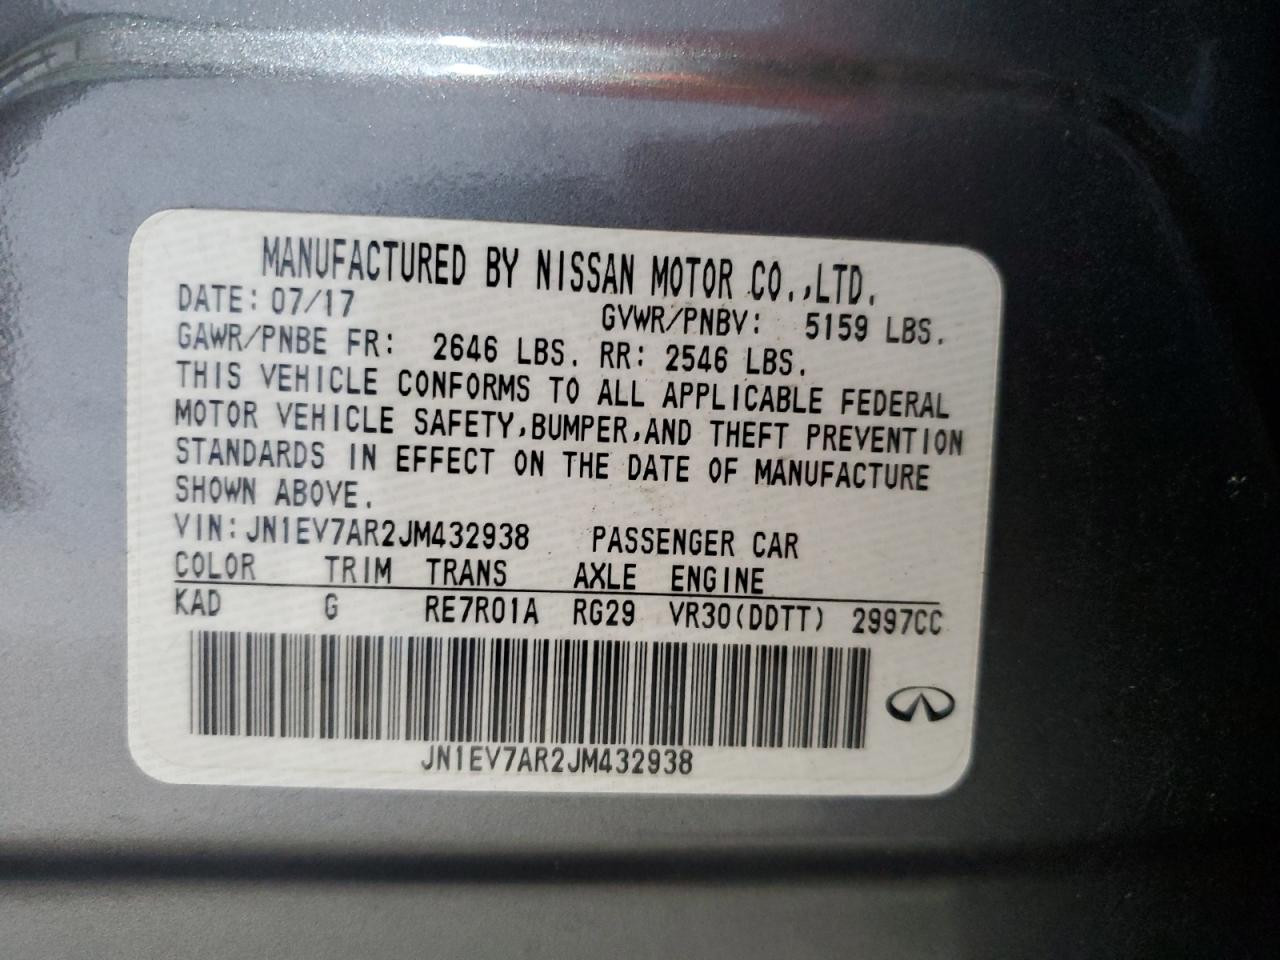 MANUFACTURED BY NISSAN MOTOR CO.,LTD.
DATE: 07/17 GVWR/PNBV: 5159 LBS.
GAWR/PNBE FR: 2646 LBS. RR: 2546 LBS.
THIS VEHICLE CONFORMS TO ALL APPLICABLE FEDERAL
MOTOR VEHICLE SAFETY,BUMPER,AND THEFT PREVENTION
STANDARDS IN EFFECT ON THE DATE OF MANUFACTURE
SHOWN ABOVE.
VIN:JN1EV7AR2JM432938 PASSENGER CAR
COLOR TRIM TRANS AXLE ENGINE
KAD G RE7R01A RG29 VR30(DDTT) 2997CC
JN1EV7AR2JM432938